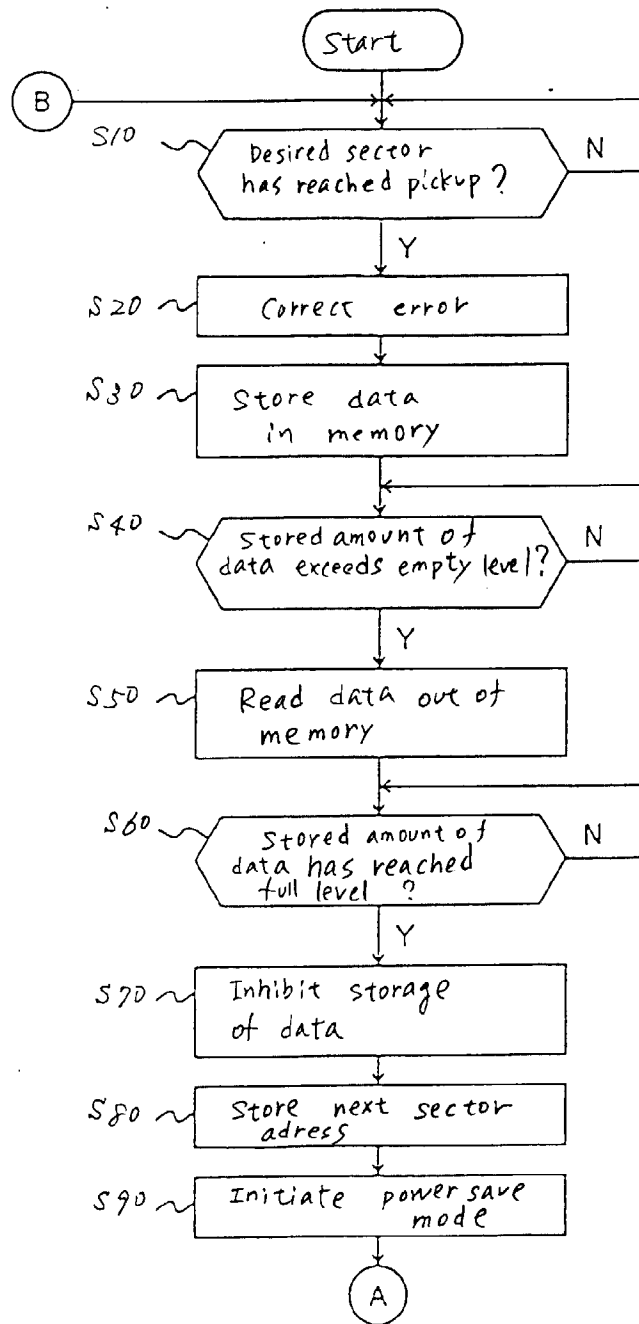 Start
B
S10
Desired sector
has reached pickup?
N
Y
S20
Correct error
S30
Store data
in memory
S40
Stored amount of
data exceeds empty level?
N
Y
S50
Read data out of
memory
S60
Stored amount of
data has reached
full level ?
N
Y
S70
Inhibit storage
of data
S80
Store next sector
adress
S90
Initiate power save
mode
A